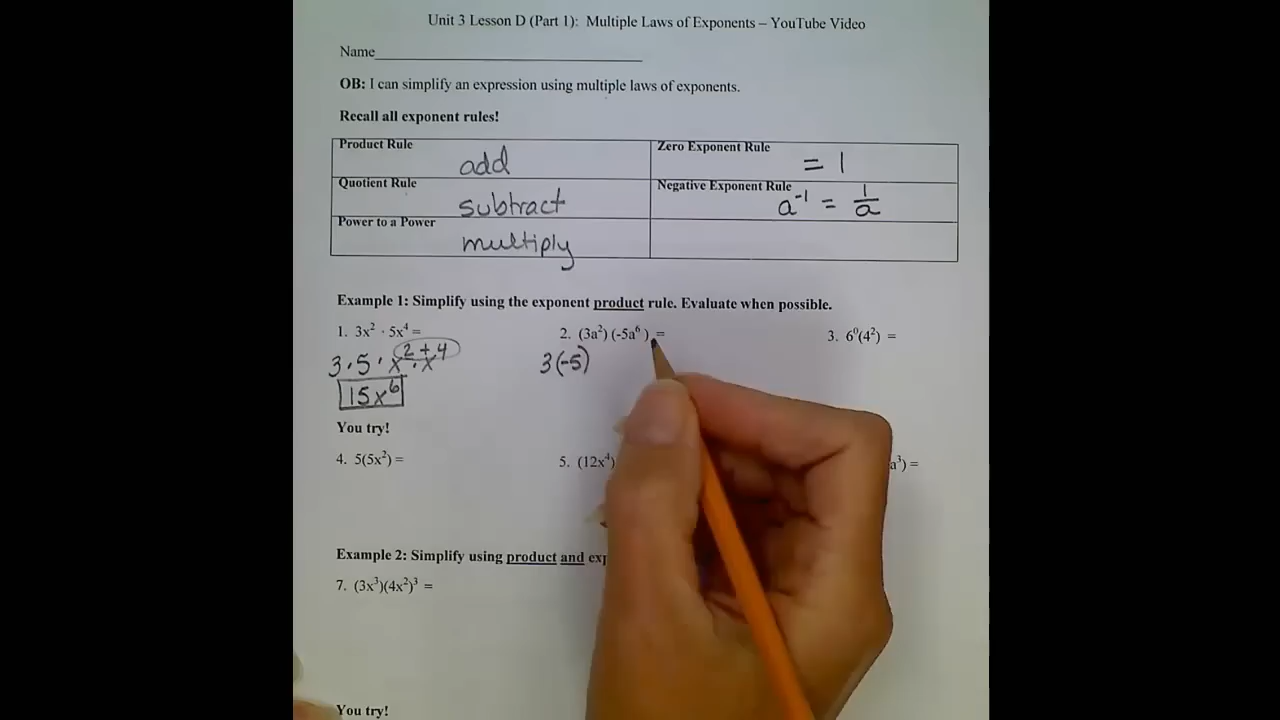 Unit 3 Lesson D (Part 1): Multiple Laws of Exponents – YouTube Video
Name
OB: I can simplify an expression using multiple laws of exponents.
Recall all exponent rules!
Product Rule add
Zero Exponent Rule = 1
Quotient Rule subtract
Negative Exponent Rule a⁻¹ = 1/a
Power to a Power multiply
Example 1: Simplify using the exponent product rule. Evaluate when possible.
1. 3x² · 5x⁴ =
2. (3a²) (-5a⁶ ) =
3. 6⁰(4²) =
3 · 5 · x² · x⁴
2 + 4
3(-5)
15x⁶
You try!
4. 5(5x²) =
5. (12x⁴)
a³) =
Example 2: Simplify using product and
7. (3x³)(4x²)³ =
You try!